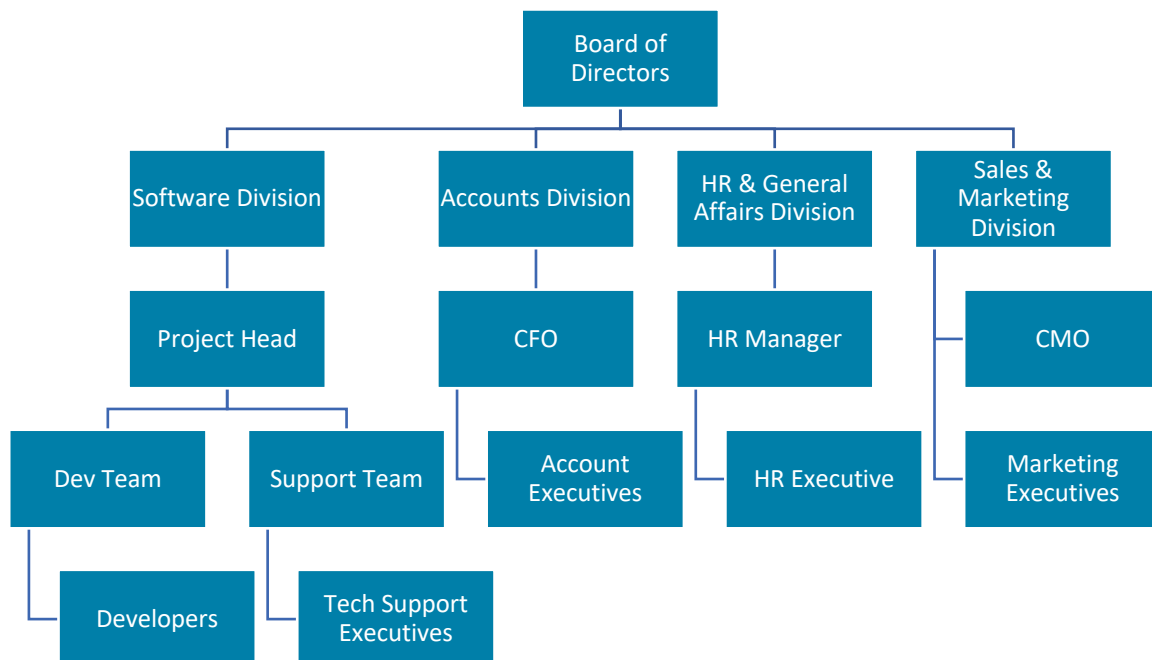 Board of
Directors
Software Division
Accounts Division
HR & General
Affairs Division
Sales &
Marketing
Division
Project Head
CFO
HR Manager
CMO
Dev Team
Support Team
Account
Executives
HR Executive
Marketing
Executives
Developers
Tech Support
Executives